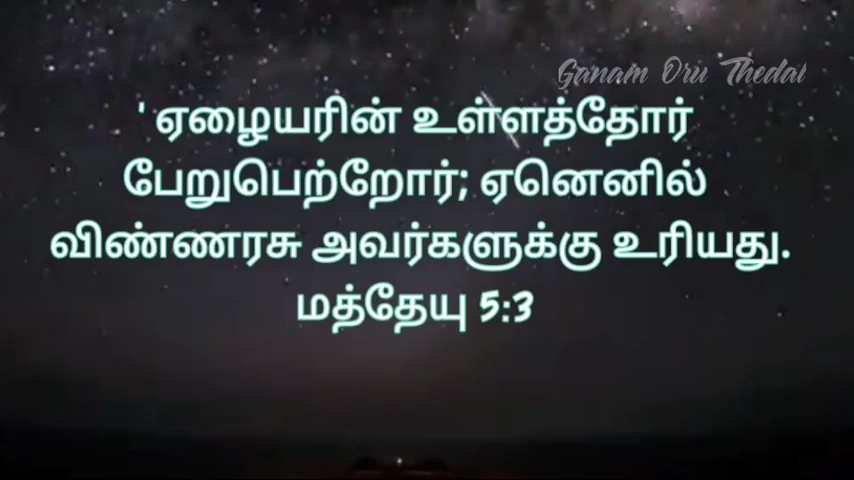 Ganam Oru Thedal
' ஏழையரின் உள்ளத்தோர்
பேறுபெற்றோர்; ஏனெனில்
விண்ணரசு அவர்களுக்கு உரியது.
மத்தேயு 5:3